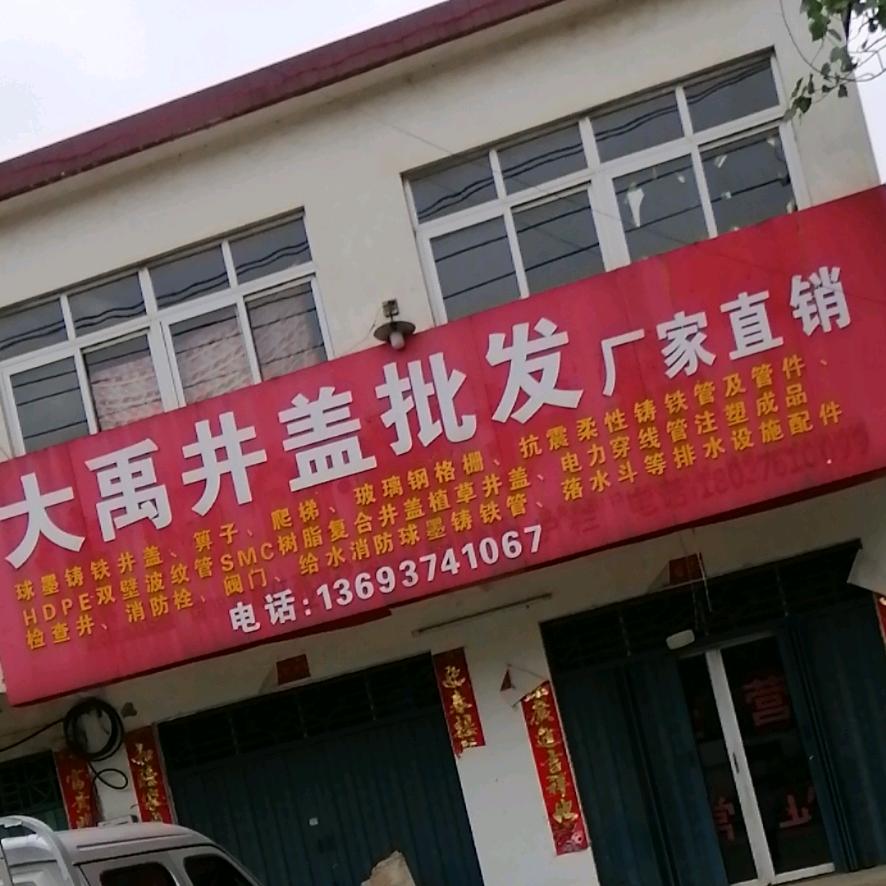 大禹井盖批发厂家直销
球墨铸铁井盖、箅子、爬梯、玻璃钢格栅、抗震柔性铸铁管及管件、
HDPE双壁波纹管SMC树脂复合井盖植草井盖、电力穿线管注塑成品
检查井、消防栓、阀门、给水消防球墨铸铁管、落水斗等排水设施配件
电话:13693741067
营
营业